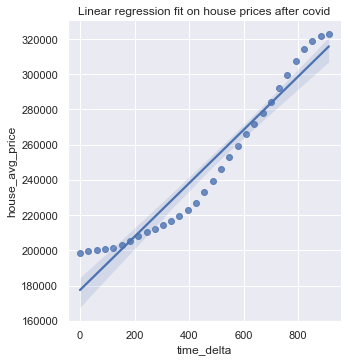 Linear regression fit on house prices after covid
320000
300000
280000
260000
240000
220000
200000
180000
160000
house_avg_price
0 200 400 600 800
time_delta